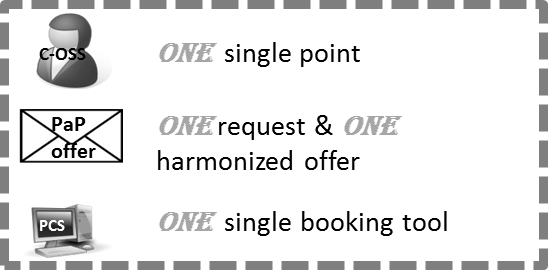 C-OSS
ONE single point
PaP
offer
ONE request & ONE
harmonized offer
PCS
ONE single booking tool